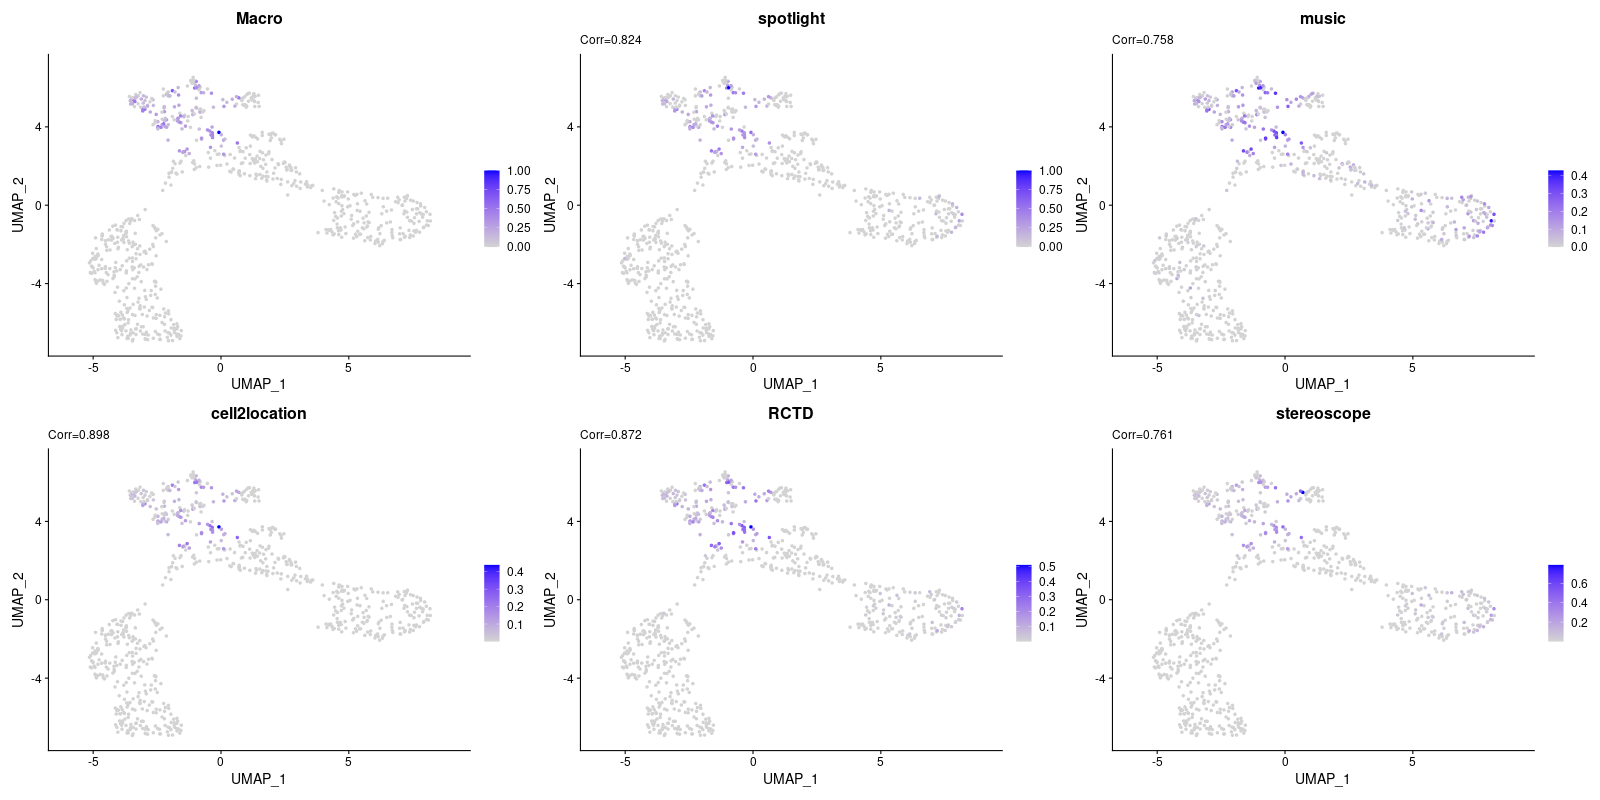 Macro
4
0
-4
-5
0
5
UMAP_2
UMAP_1
1.00
0.75
0.50
0.25
0.00
spotlight
Corr=0.824
4
0
-4
-5
0
5
UMAP_2
UMAP_1
1.00
0.75
0.50
0.25
0.00
music
Corr=0.758
4
0
-4
-5
0
5
UMAP_2
UMAP_1
0.4
0.3
0.2
0.1
0.0
cell2location
Corr=0.898
4
0
-4
-5
0
5
UMAP_2
UMAP_1
0.4
0.3
0.2
0.1
RCTD
Corr=0.872
4
0
-4
-5
0
5
UMAP_2
UMAP_1
0.5
0.4
0.3
0.2
0.1
stereoscope
Corr=0.761
4
0
-4
-5
0
5
UMAP_2
UMAP_1
0.6
0.4
0.2